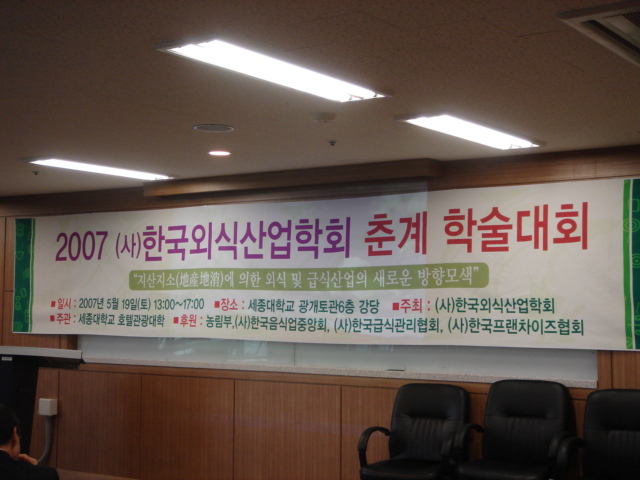 2007 (사)한국외식산업학회 춘계 학술대회
"지산지소(地産地消)에 의한 외식 및 급식산업의 새로운 방향모색"
■일시 : 2007년 5월 19일(토) 13:00~17:00 ■장소 : 세종대학교 광개토관6층 강당 ■주최 : (사)한국외식산업학회
■주관 : 세종대학교 호텔관광대학 ■후원 : 농림부,(사)한국음식업중앙회, (사)한국급식관리협회, (사)한국프랜차이즈협회